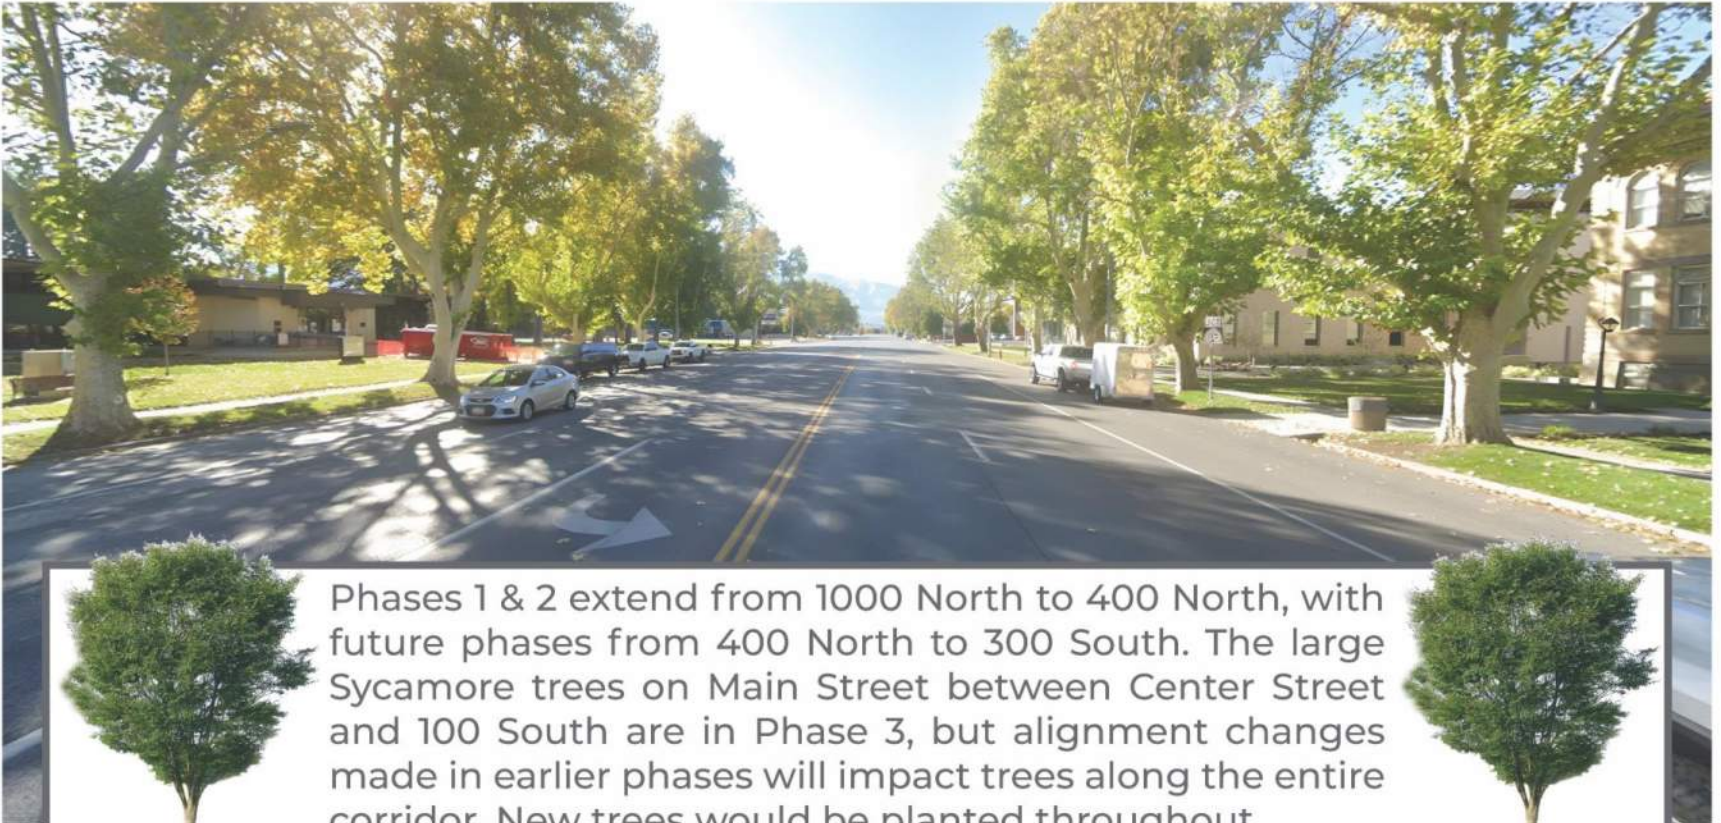 Phases 1 & 2 extend from 1000 North to 400 North, with
future phases from 400 North to 300 South. The large
Sycamore trees on Main Street between Center Street
and 100 South are in Phase 3, but alignment changes
made in earlier phases will impact trees along the entire
corridor. New trees would be planted throughout